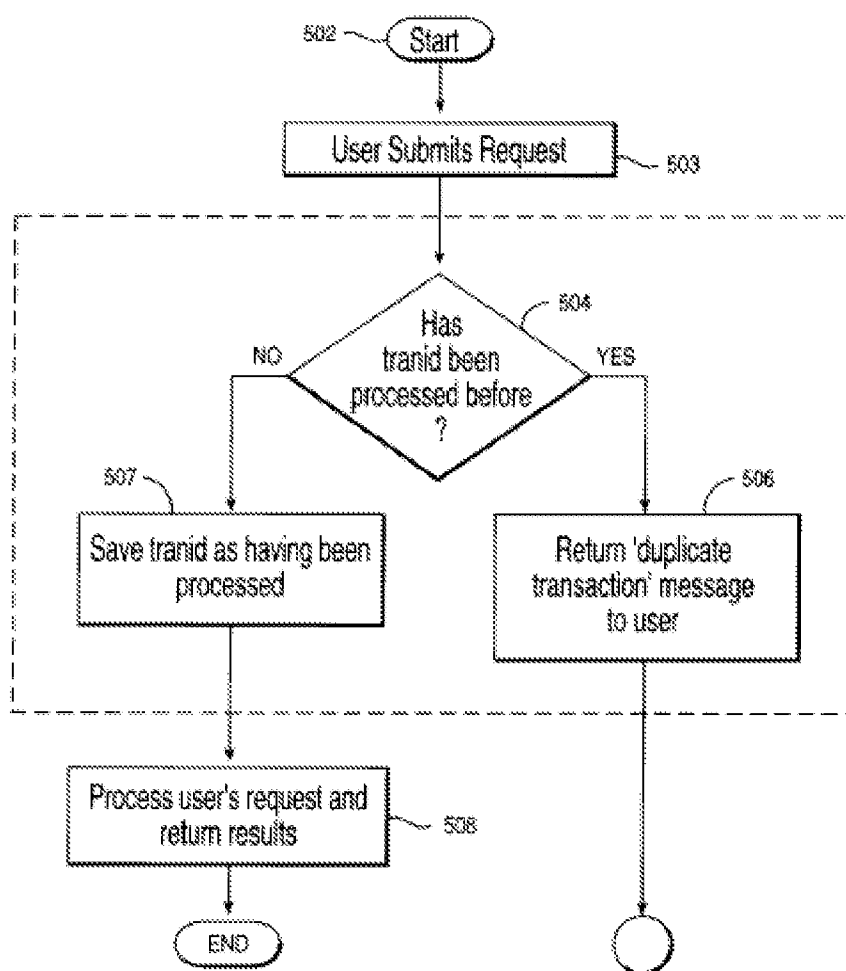 502
Start
User Submits Request
503
504
Has
tranid been
processed before
?
NO
YES
507
Save tranid as having been
processed
506
Return 'duplicate
transaction' message
to user
Process user's request and
return results
508
END